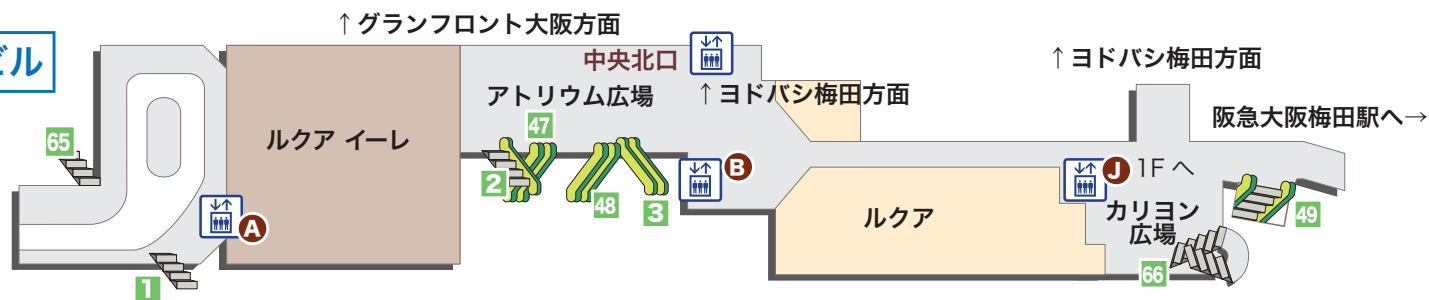 ビル
↑グランフロント大阪方面
中央北口
アトリウム広場
↑ヨドバシ梅田方面
↑ヨドバシ梅田方面
阪急大阪梅田駅へ→
ルクア イーレ
65
47
2
48
3
B
A
1
J
1F へ
カリヨン
広場
ルクア
49
66